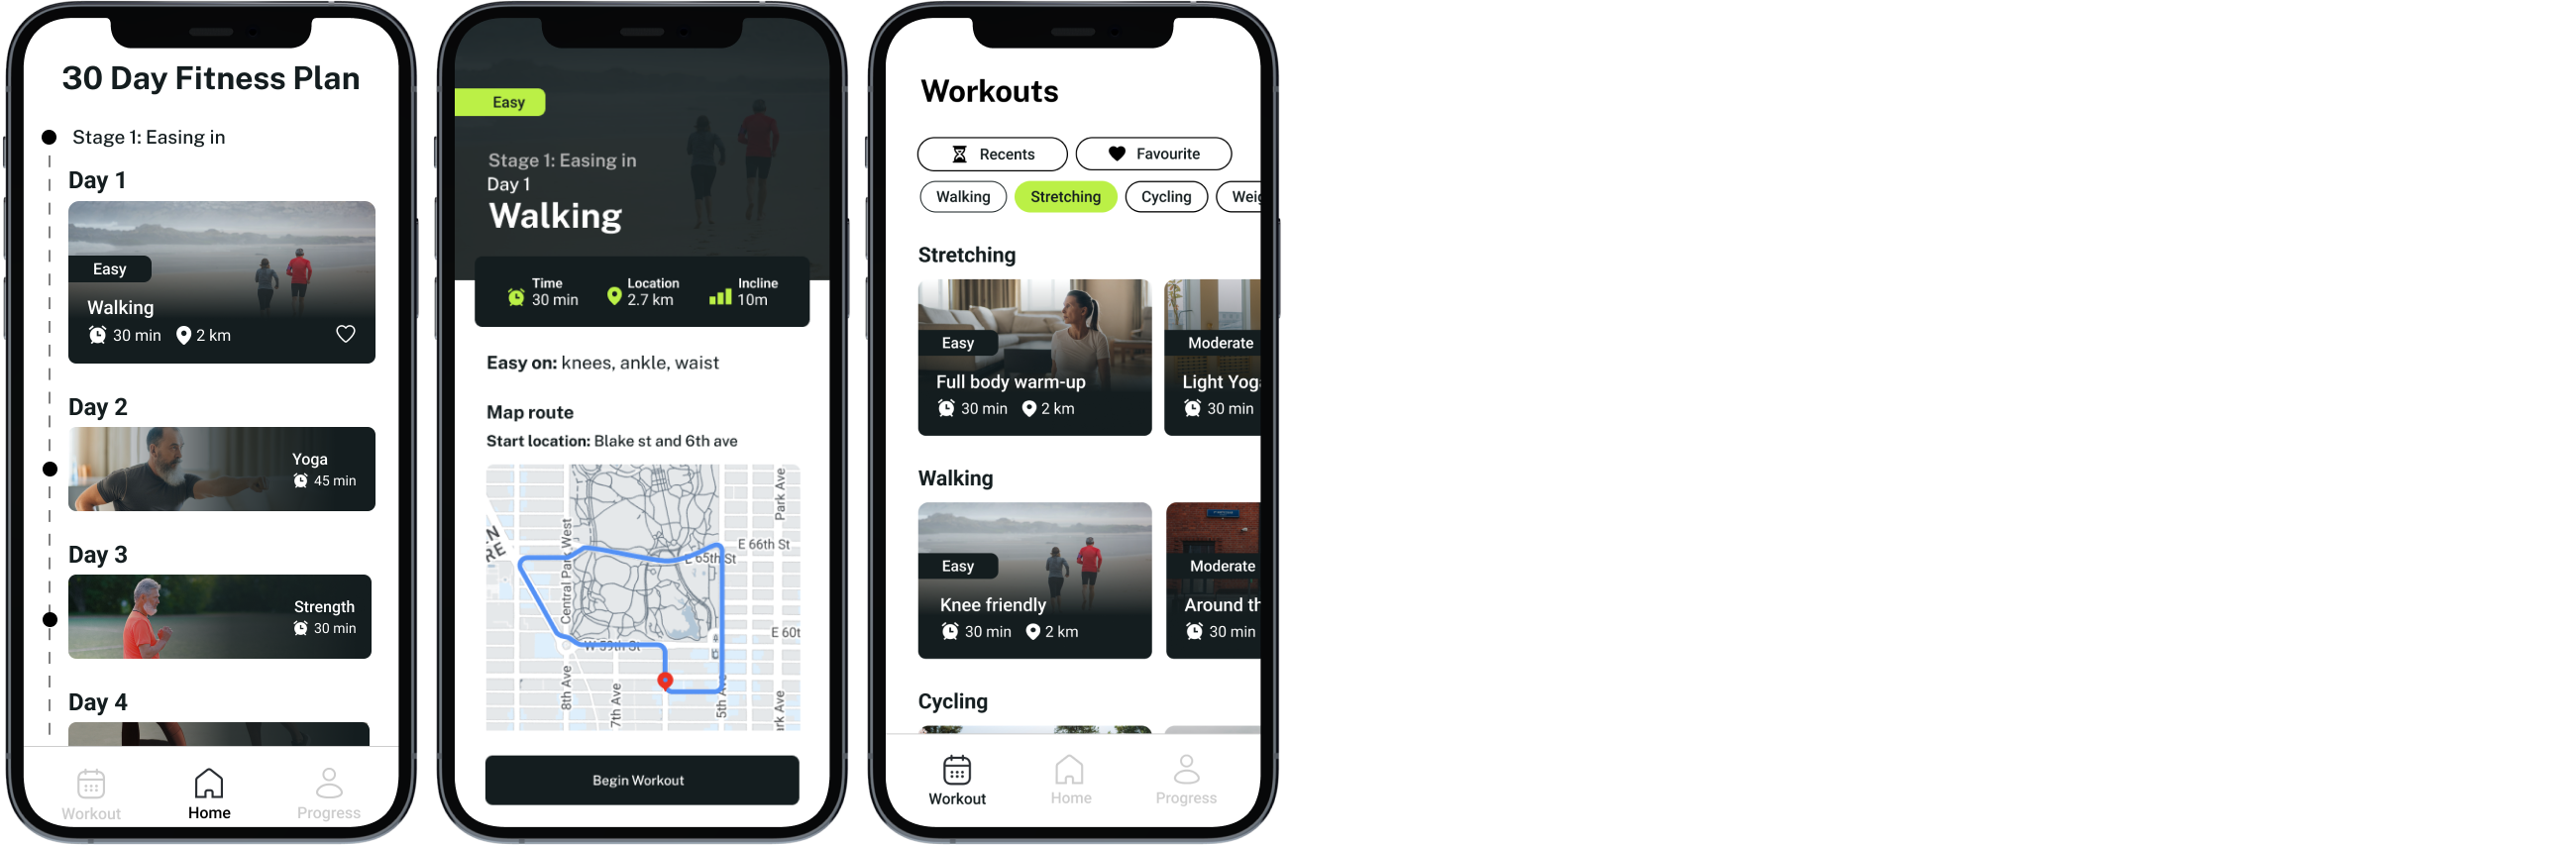 30 Day Fitness Plan
Stage 1: Easing in
Day 1
Easy
Walking
30 min 2 km
Day 2
Yoga
45 min
Day 3
Strength
30 min
Day 4
Workout Home Progress
Easy
Stage 1: Easing in
Day 1
Walking
Time Location Incline
30 min 2.7 km 10m
Easy on: knees, ankle, waist
Map route
Start location: Blake st and 6th ave
Park Ave
Central Park West
E 66th St
E 65th St
E 60t
W 59th St
8th Ave
7th Ave
5th Ave
rk Ave
Begin Workout
Workouts
Recents Favourite
Walking Stretching Cycling Weig
Stretching
Easy Moderate
Full body warm-up Light Yog
30 min 2 km 30 min
Walking
Easy Moderate
Knee friendly Around th
30 min 2 km 30 min
Cycling
Workout Home Progress